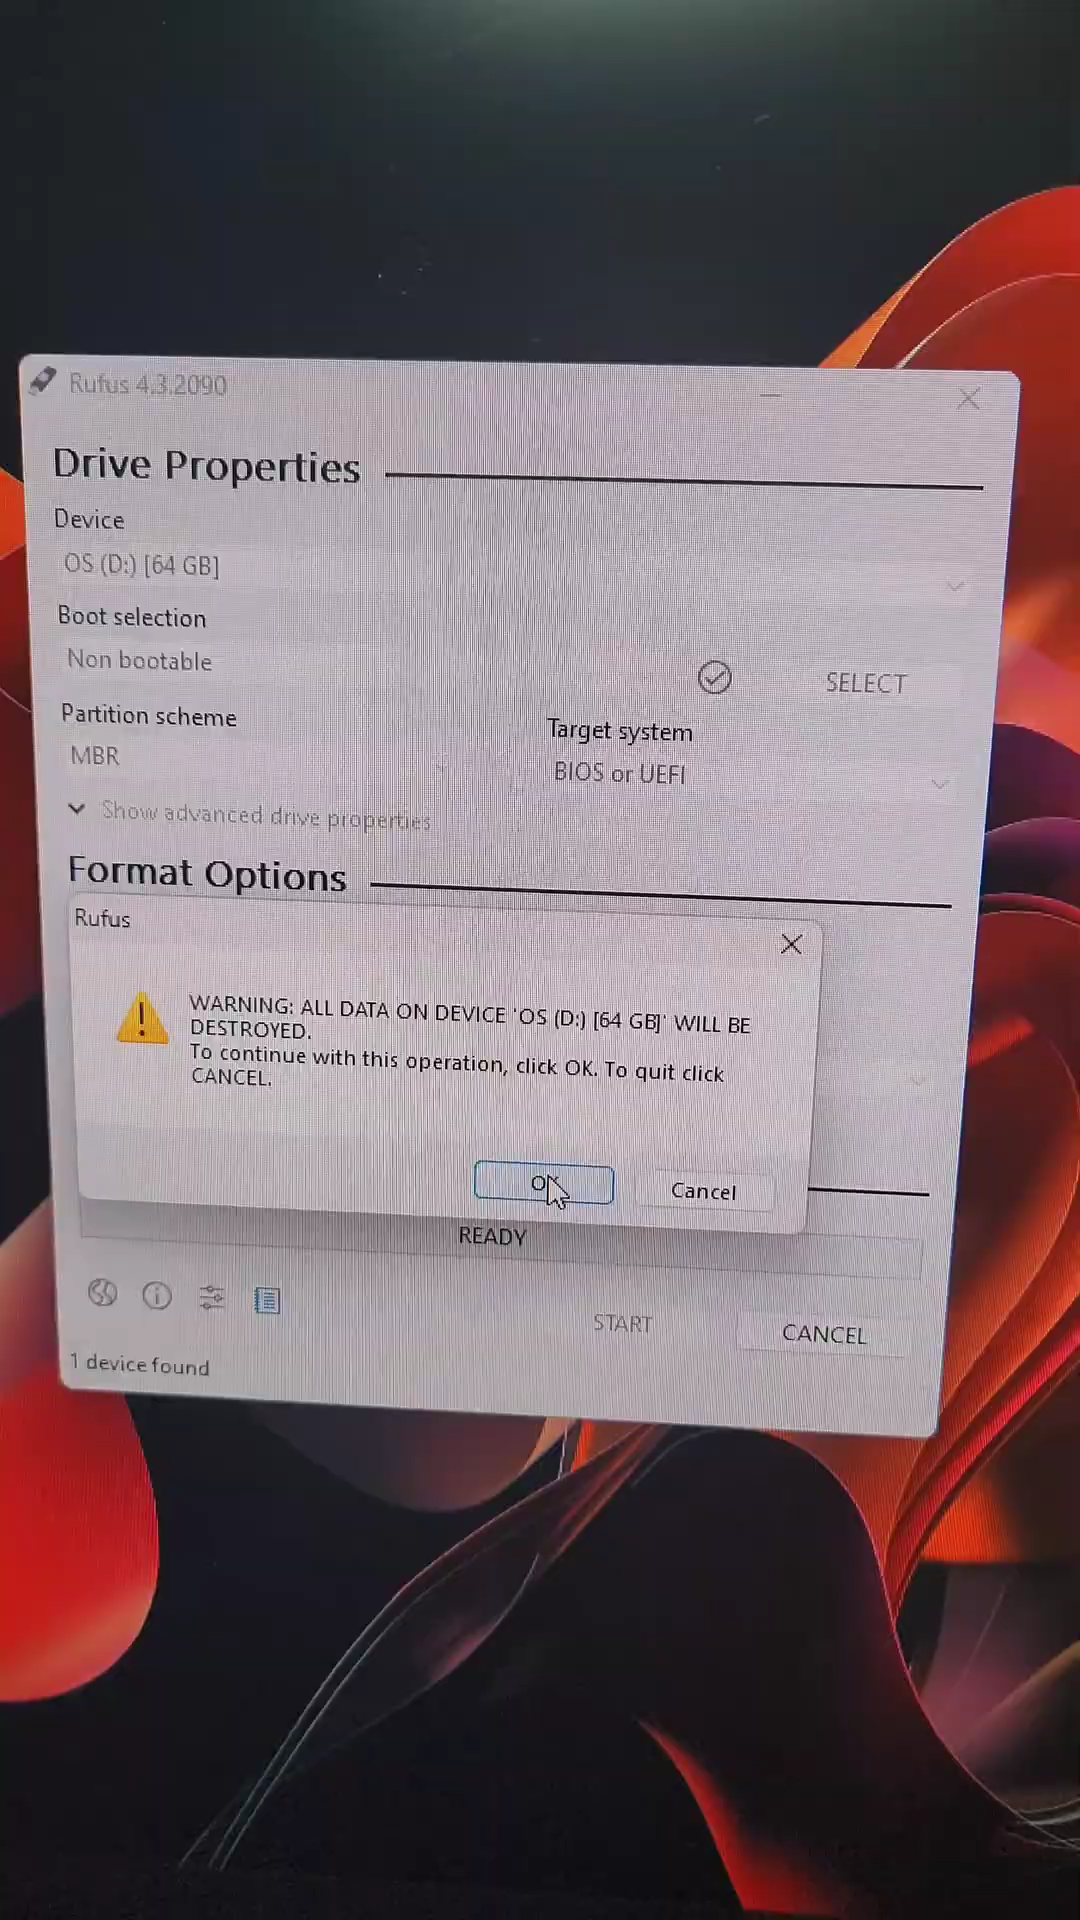 Rufus 4.3.2090
Drive Properties
Device
OS (D:) [64 GB]
Boot selection
Non bootable
SELECT
Partition scheme
Target system
MBR
BIOS or UEFI
Show advanced drive properties
Format Options
Rufus
WARNING: ALL DATA ON DEVICE 'OS (D:) [64 GB]' WILL BE
DESTROYED.
To continue with this operation, click OK. To quit click
CANCEL.
OK
Cancel
READY
START
CANCEL
1 device found